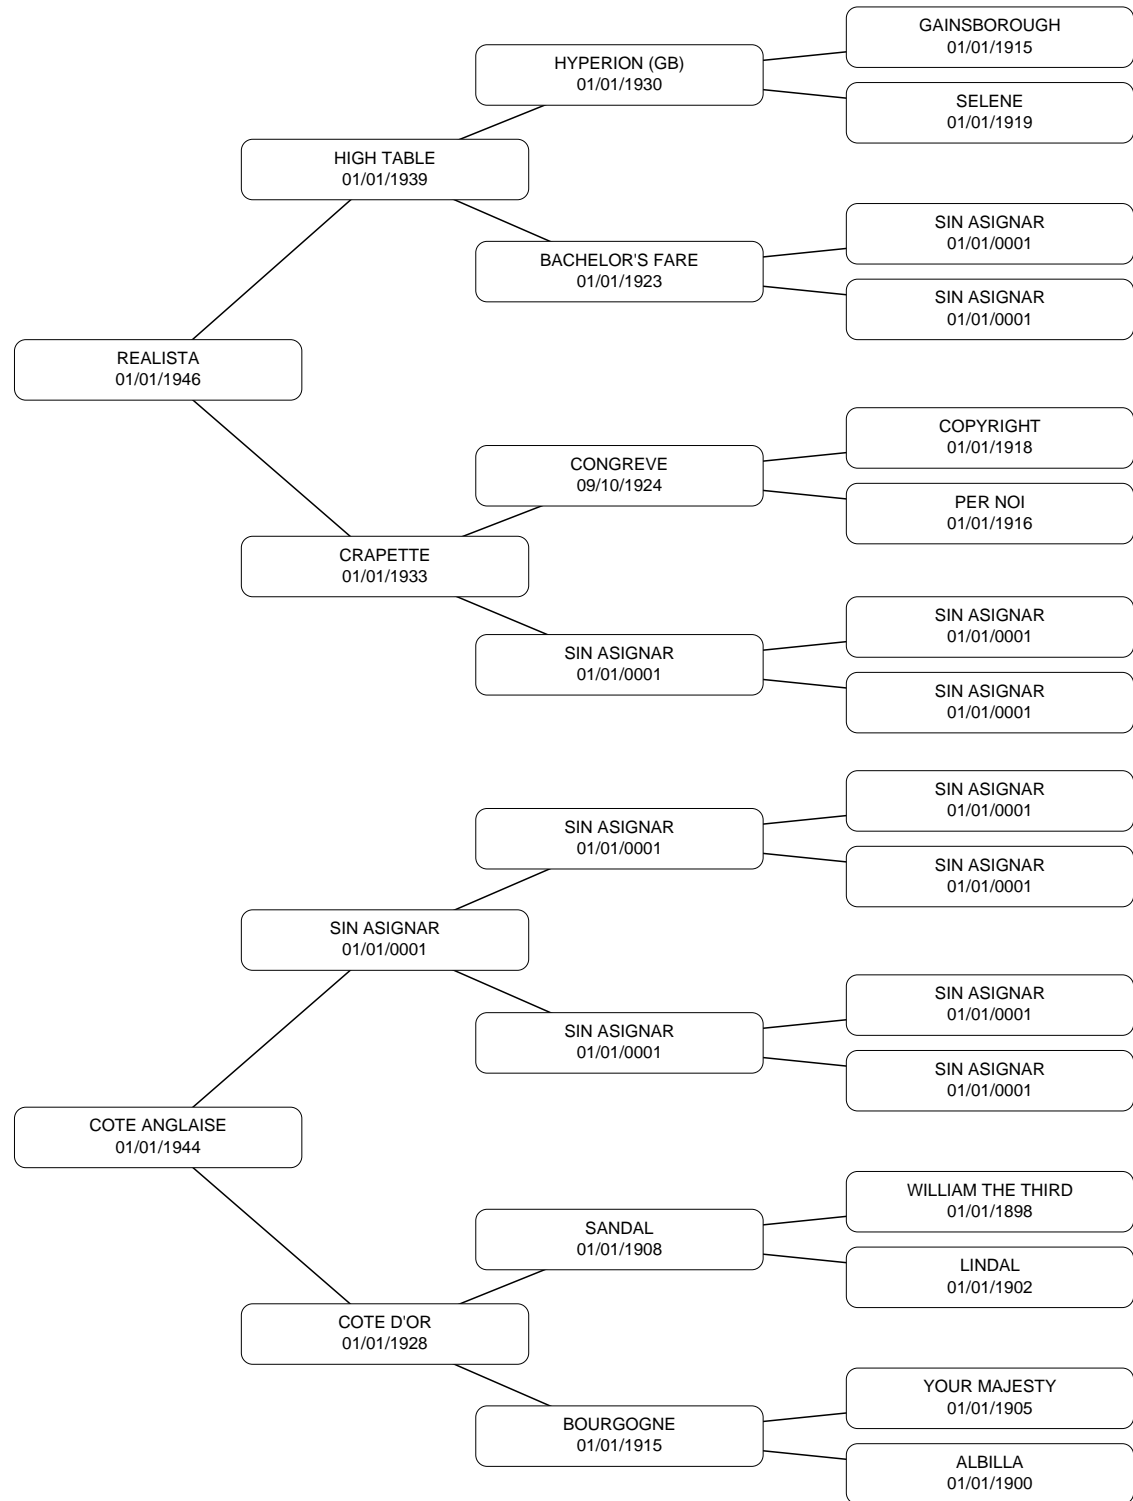 GAINSBOROUGH
01/01/1915
HYPERION (GB)
01/01/1930
SELENE
01/01/1919
HIGH TABLE
01/01/1939
SIN ASIGNAR
01/01/0001
BACHELOR'S FARE
01/01/1923
SIN ASIGNAR
01/01/0001
REALISTA
01/01/1946
COPYRIGHT
01/01/1918
CONGREVE
09/10/1924
PER NOI
01/01/1916
CRAPETTE
01/01/1933
SIN ASIGNAR
01/01/0001
SIN ASIGNAR
01/01/0001
SIN ASIGNAR
01/01/0001
SIN ASIGNAR
01/01/0001
SIN ASIGNAR
01/01/0001
SIN ASIGNAR
01/01/0001
SIN ASIGNAR
01/01/0001
SIN ASIGNAR
01/01/0001
SIN ASIGNAR
01/01/0001
SIN ASIGNAR
01/01/0001
COTE ANGLAISE
01/01/1944
WILLIAM THE THIRD
01/01/1898
SANDAL
01/01/1908
LINDAL
01/01/1902
COTE D'OR
01/01/1928
YOUR MAJESTY
01/01/1905
BOURGOGNE
01/01/1915
ALBILLA
01/01/1900